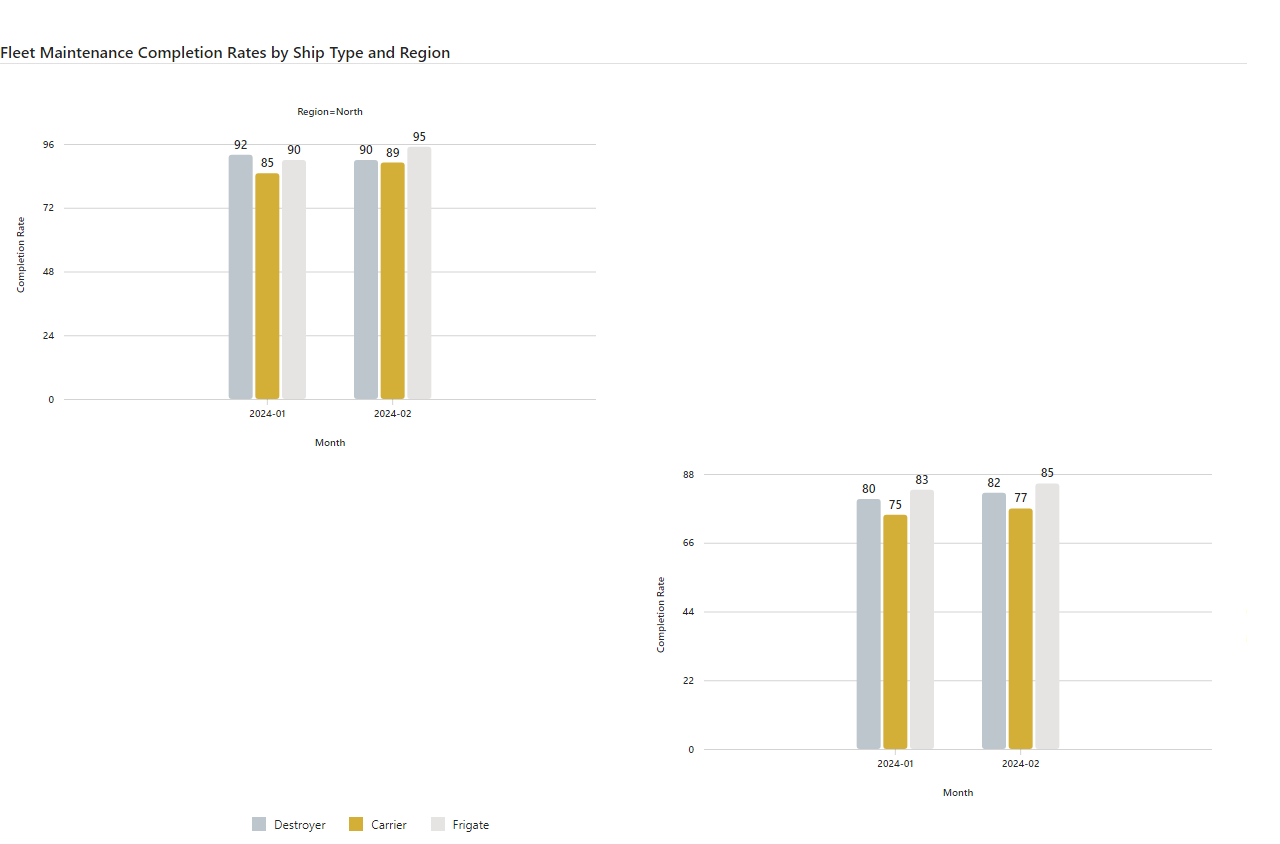 Fleet Maintenance Completion Rates by Ship Type and Region
Region=North
Completion Rate
96
72
48
24
0
92
85
90
90
89
95
2024-01
2024-02
Month
Completion Rate
88
66
44
22
0
80
75
83
82
77
85
2024-01
2024-02
Month
Destroyer
Carrier
Frigate